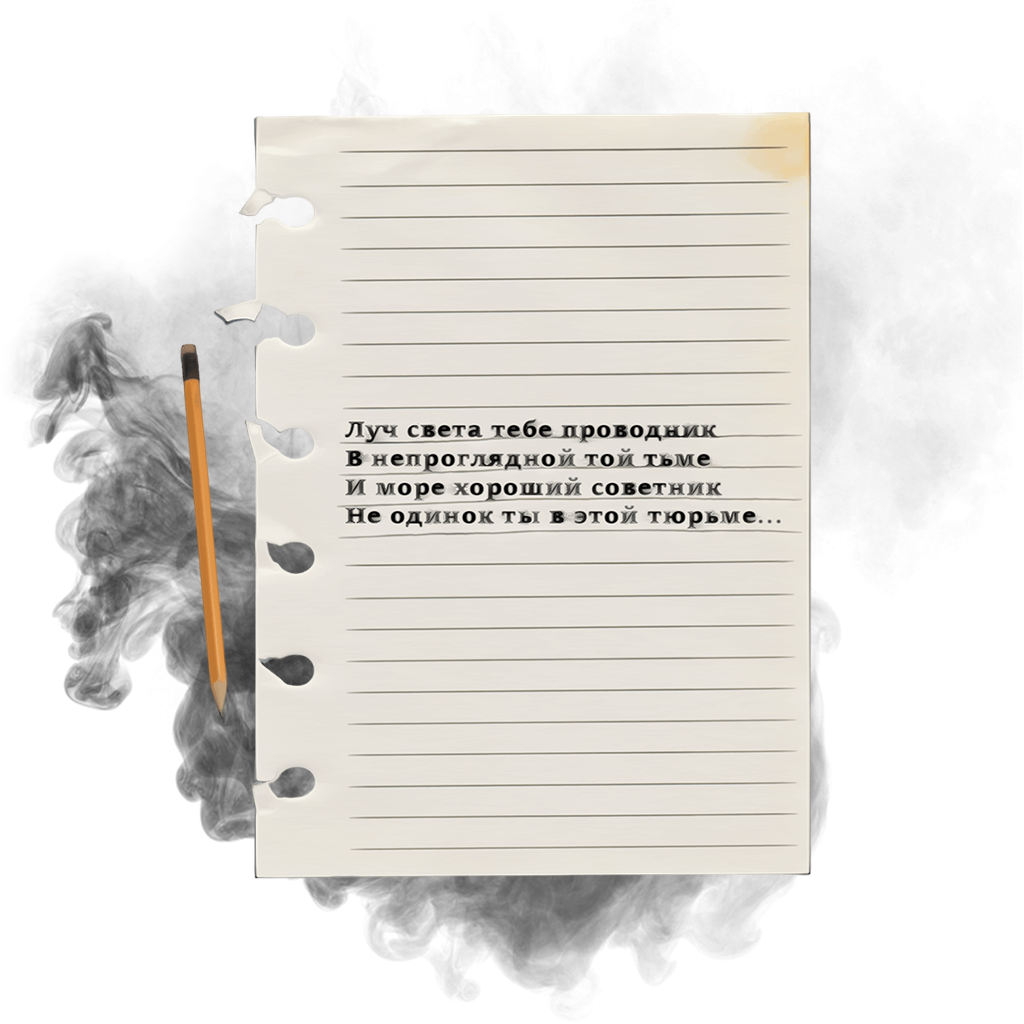 Луч света тебе проводник
В непроглядной той тьме
И море хороший советник
Не одинок ты в этой тюрьме...